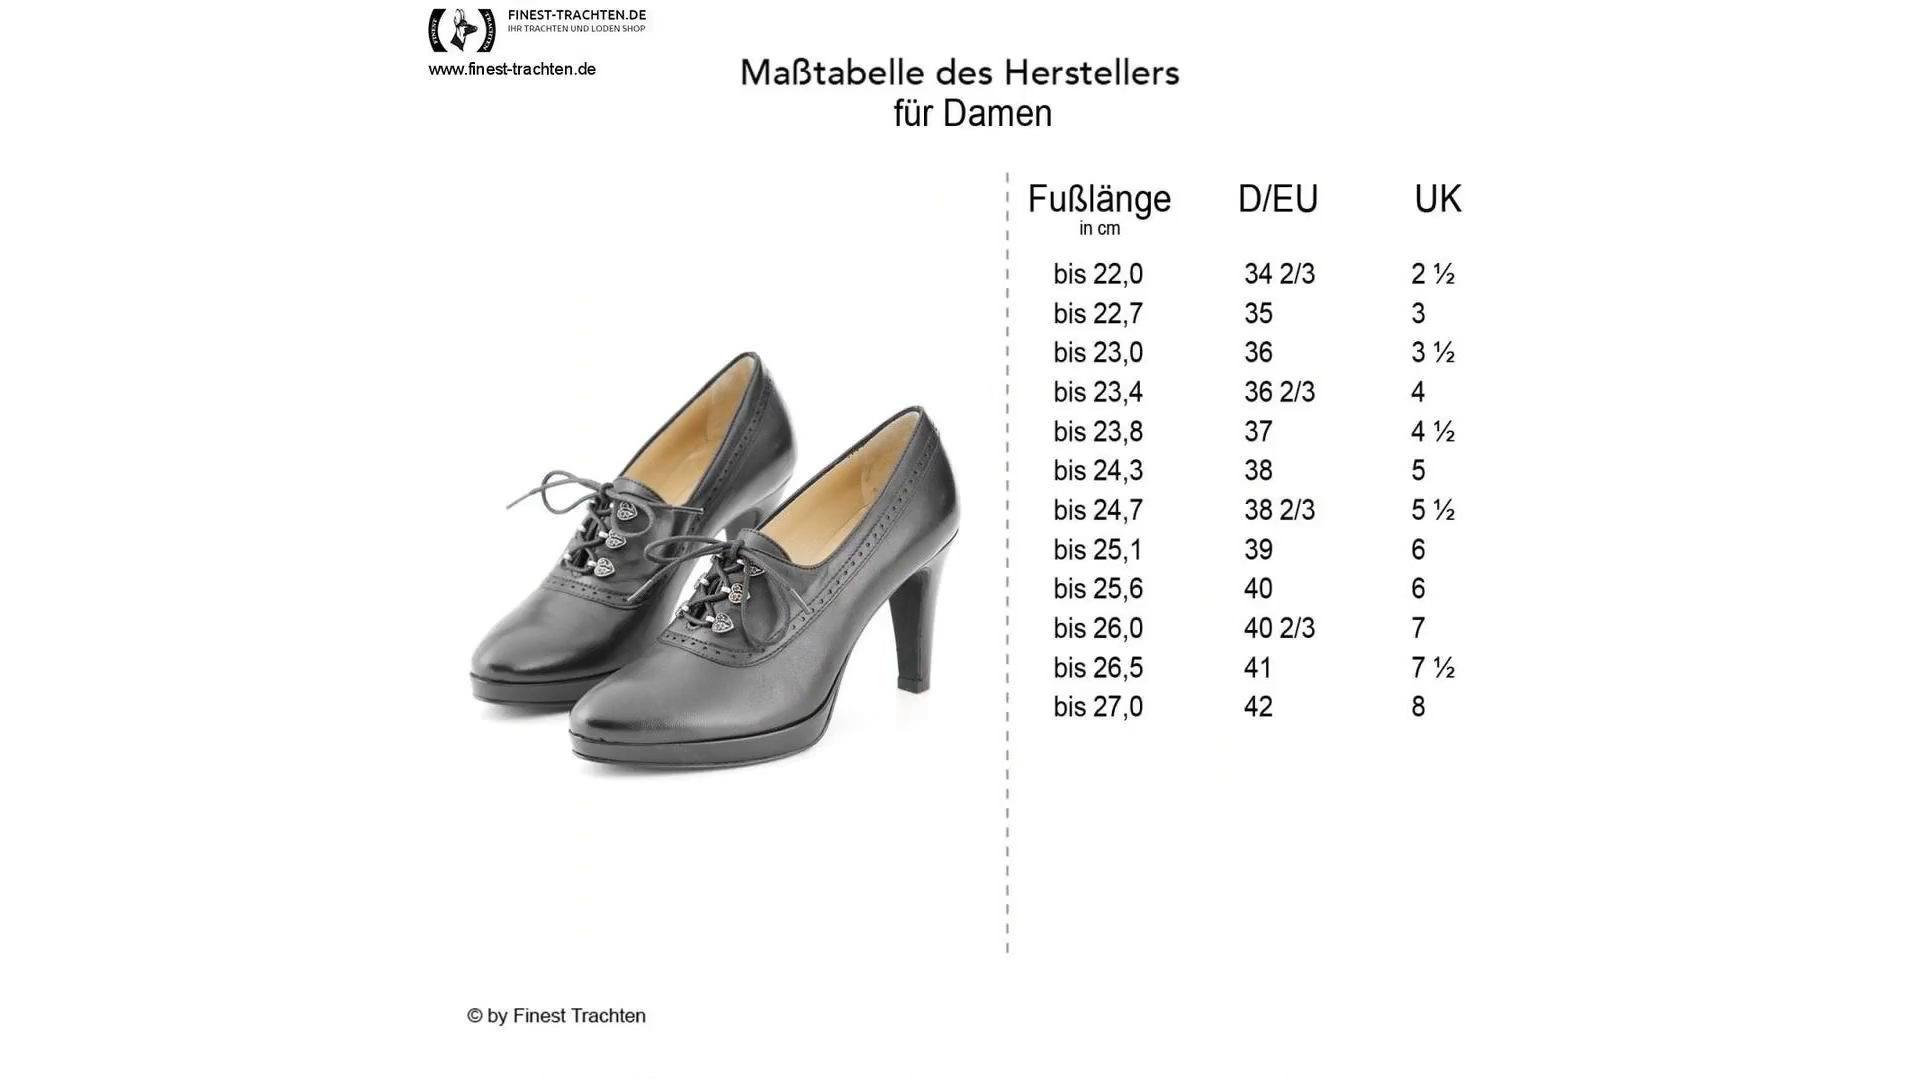 FINEST-TRACHTEN.DE
IHR TRACHTEN UND LODEN SHOP
www.finest-trachten.de
Maßtabelle des Herstellers
für Damen
Fußlänge D/EU UK
in cm
bis 22,0 34 2/3 2 ½
bis 22,7 35 3
bis 23,0 36 3 ½
bis 23,4 36 2/3 4
bis 23,8 37 4 ½
bis 24,3 38 5
bis 24,7 38 2/3 5 ½
bis 25,1 39 6
bis 25,6 40 6
bis 26,0 40 2/3 7
bis 26,5 41 7 ½
bis 27,0 42 8
© by Finest Trachten